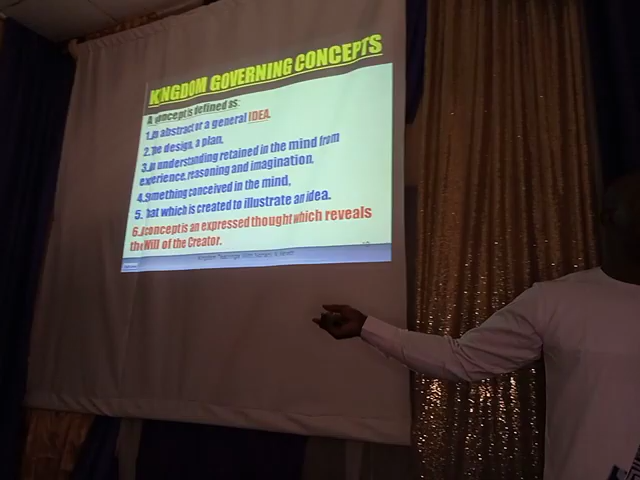 KINGDOM GOVERNING CONCEPTS
A concept is defined as:
1. An abstract or a general IDEA.
2. The design, a plan,
3. An understanding retained in the mind from
experience, reasoning and imagination,
4. Something conceived in the mind,
5. That which is created to illustrate an idea.
6. A concept is an expressed thought which reveals
the Will of the Creator.
Kingdom Teachings With